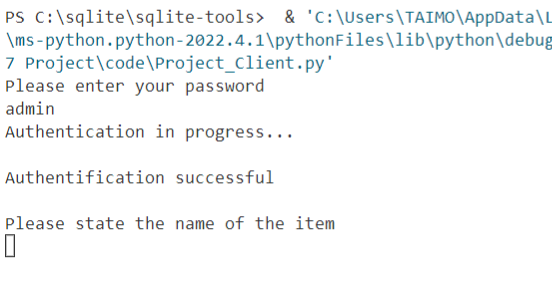 PS C:\sqlite\sqlite-tools>  & 'C:\Users\TAIMO\AppData\L
\ms-python.python-2022.4.1\pythonFiles\lib\python\debug
7 Project\code\Project_Client.py'
Please enter your password
admin
Authentication in progress...
Authentification successful
Please state the name of the item